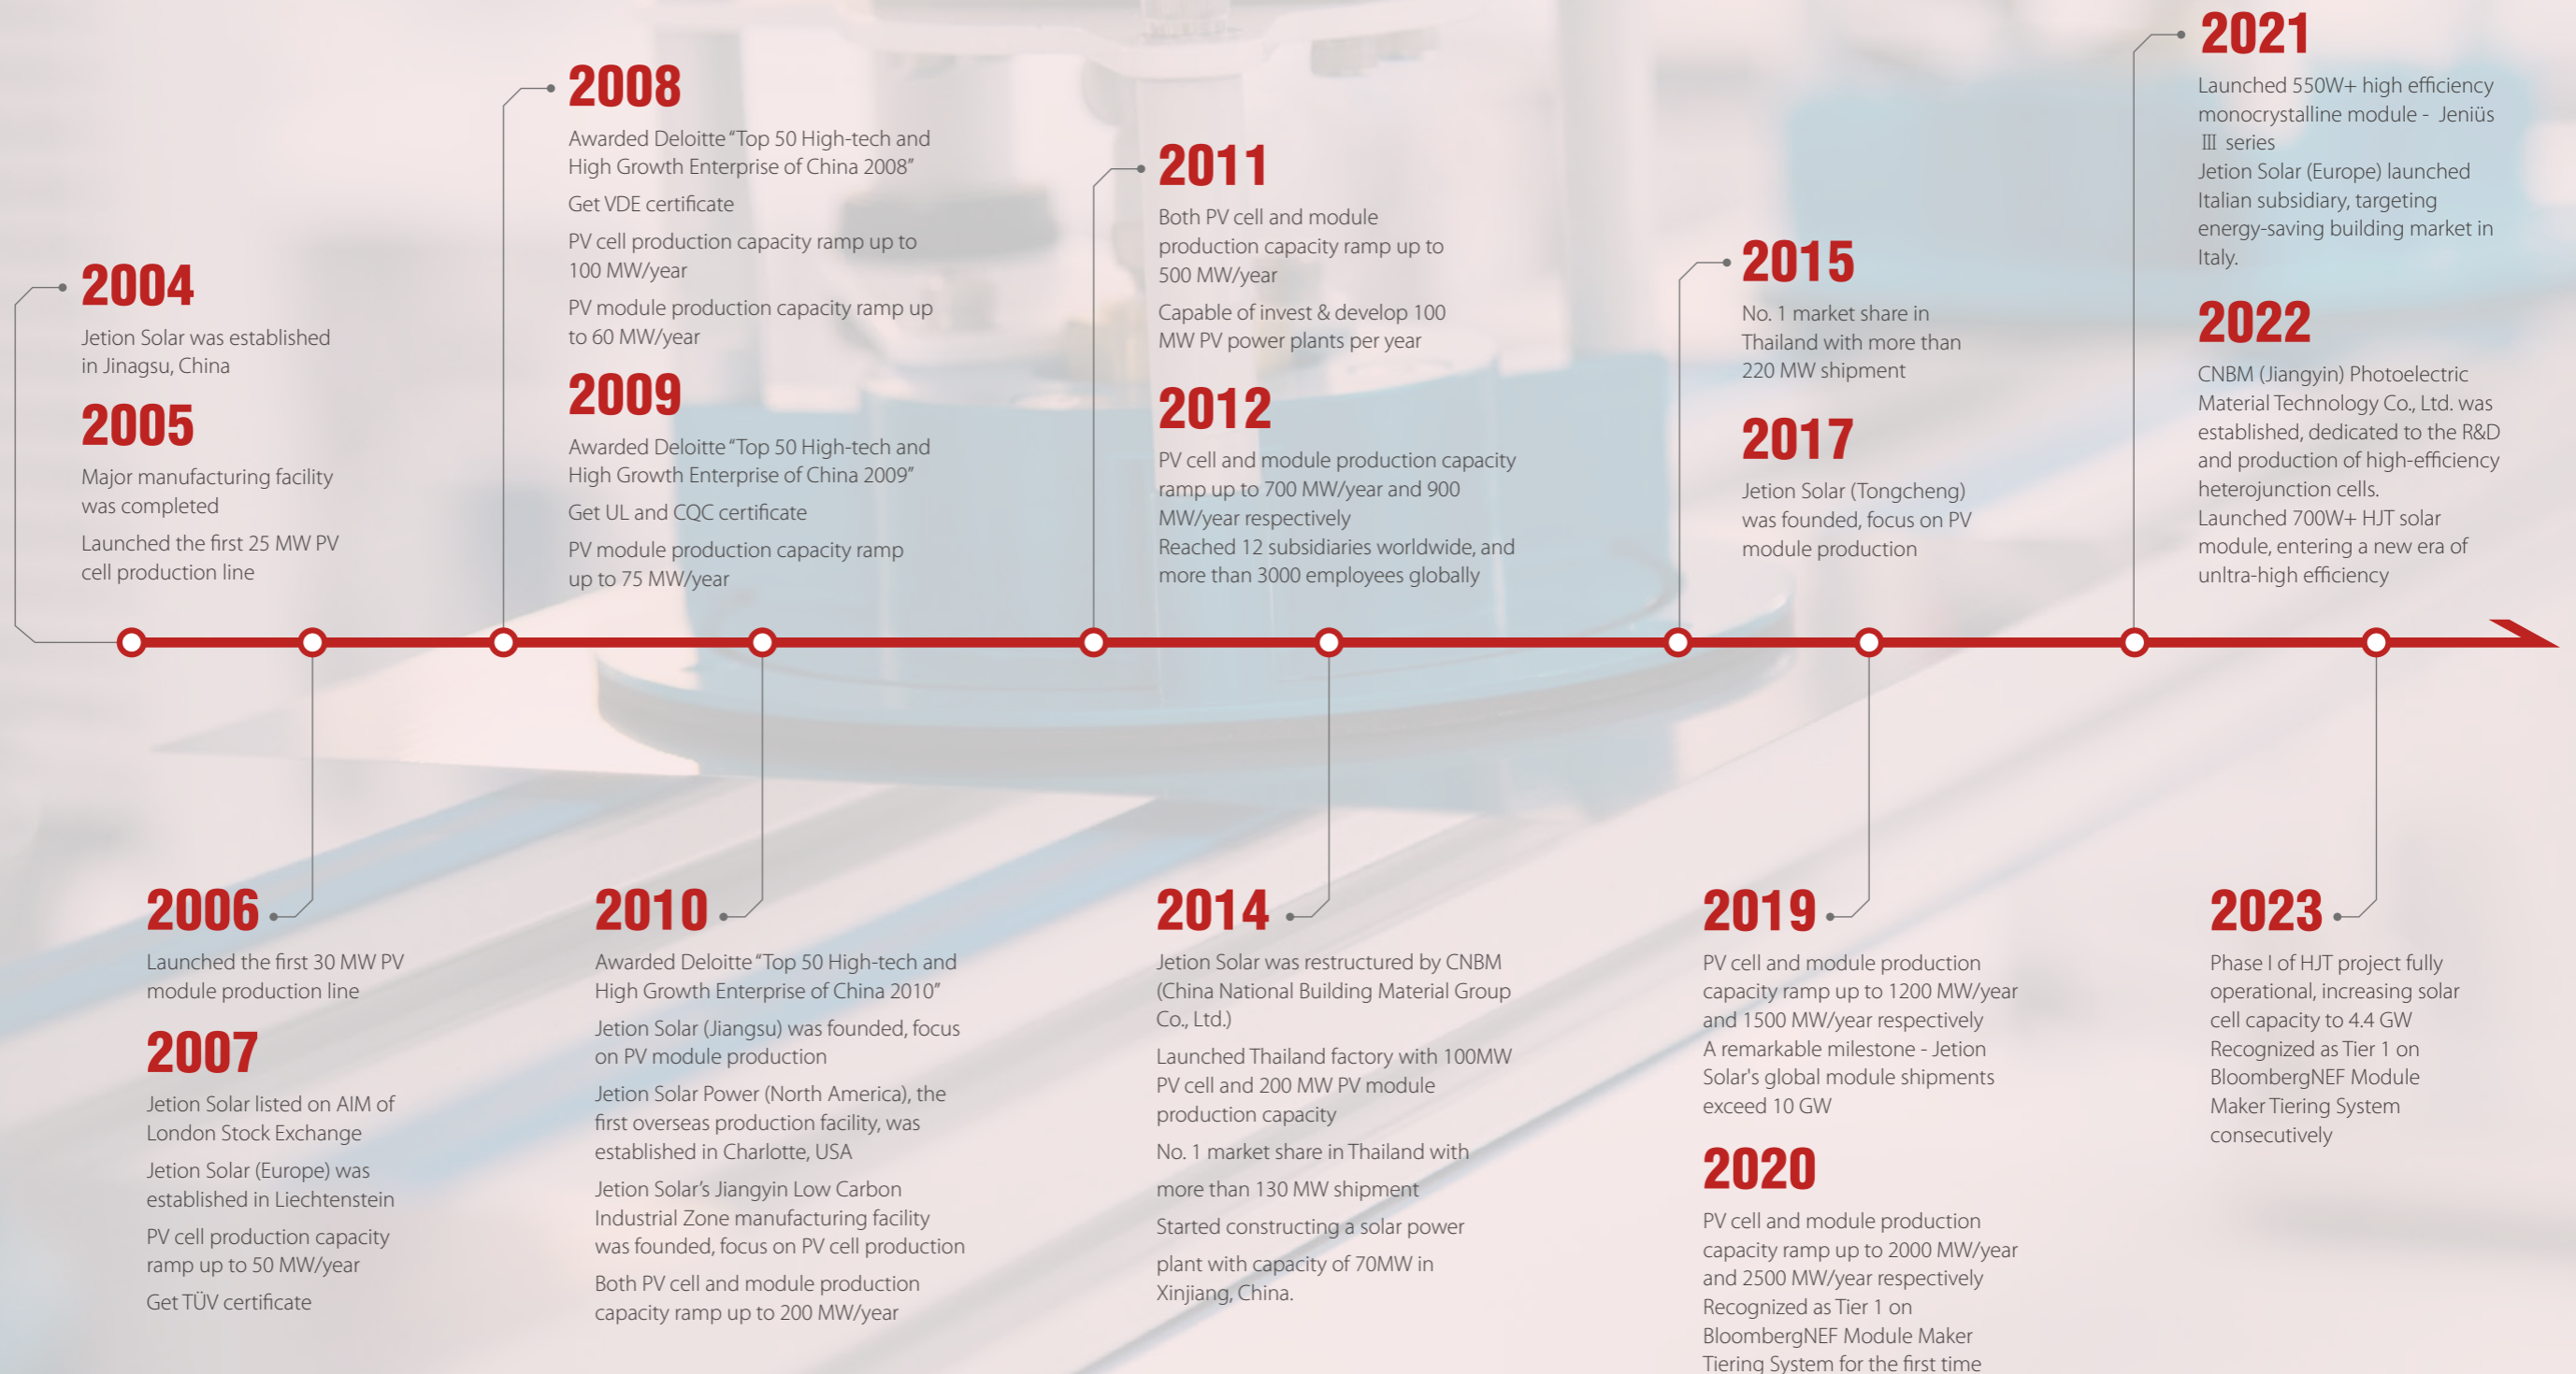 2004
Jetion Solar was established
in Jinagsu, China
2005
Major manufacturing facility
was completed
Launched the first 25 MW PV
cell production line
2006
Launched the first 30 MW PV
module production line
2007
Jetion Solar listed on AIM of
London Stock Exchange
Jetion Solar (Europe) was
established in Liechtenstein
PV cell production capacity
ramp up to 50 MW/year
Get TÜV certificate
2008
Awarded Deloitte “Top 50 High-tech and
High Growth Enterprise of China 2008”
Get VDE certificate
PV cell production capacity ramp up to
100 MW/year
PV module production capacity ramp up
to 60 MW/year
2009
Awarded Deloitte “Top 50 High-tech and
High Growth Enterprise of China 2009”
Get UL and CQC certificate
PV module production capacity ramp
up to 75 MW/year
2010
Awarded Deloitte “Top 50 High-tech and
High Growth Enterprise of China 2010”
Jetion Solar (Jiangsu) was founded, focus
on PV module production
Jetion Solar Power (North America), the
first overseas production facility, was
established in Charlotte, USA
Jetion Solar’s Jiangyin Low Carbon
Industrial Zone manufacturing facility
was founded, focus on PV cell production
Both PV cell and module production
capacity ramp up to 200 MW/year
2011
Both PV cell and module
production capacity ramp up to
500 MW/year
Capable of invest & develop 100
MW PV power plants per year
2012
PV cell and module production capacity
ramp up to 700 MW/year and 900
MW/year respectively
Reached 12 subsidiaries worldwide, and
more than 3000 employees globally
2014
Jetion Solar was restructured by CNBM
(China National Building Material Group
Co., Ltd.)
Launched Thailand factory with 100MW
PV cell and 200 MW PV module
production capacity
No. 1 market share in Thailand with
more than 130 MW shipment
Started constructing a solar power
plant with capacity of 70MW in
Xinjiang, China.
2015
No. 1 market share in
Thailand with more than
220 MW shipment
2017
Jetion Solar (Tongcheng)
was founded, focus on PV
module production
2019
PV cell and module production
capacity ramp up to 1200 MW/year
and 1500 MW/year respectively
A remarkable milestone - Jetion
Solar's global module shipments
exceed 10 GW
2020
PV cell and module production
capacity ramp up to 2000 MW/year
and 2500 MW/year respectively
Recognized as Tier 1 on
BloombergNEF Module Maker
Tiering System for the first time
2021
Launched 550W+ high efficiency
monocrystalline module - Jeniüs
Ⅲ series
Jetion Solar (Europe) launched
Italian subsidiary, targeting
energy-saving building market in
Italy.
2022
CNBM (Jiangyin) Photoelectric
Material Technology Co., Ltd. was
established, dedicated to the R&D
and production of high-efficiency
heterojunction cells.
Launched 700W+ HJT solar
module, entering a new era of
unltra-high efficiency
2023
Phase I of HJT project fully
operational, increasing solar
cell capacity to 4.4 GW
Recognized as Tier 1 on
BloombergNEF Module
Maker Tiering System
consecutively